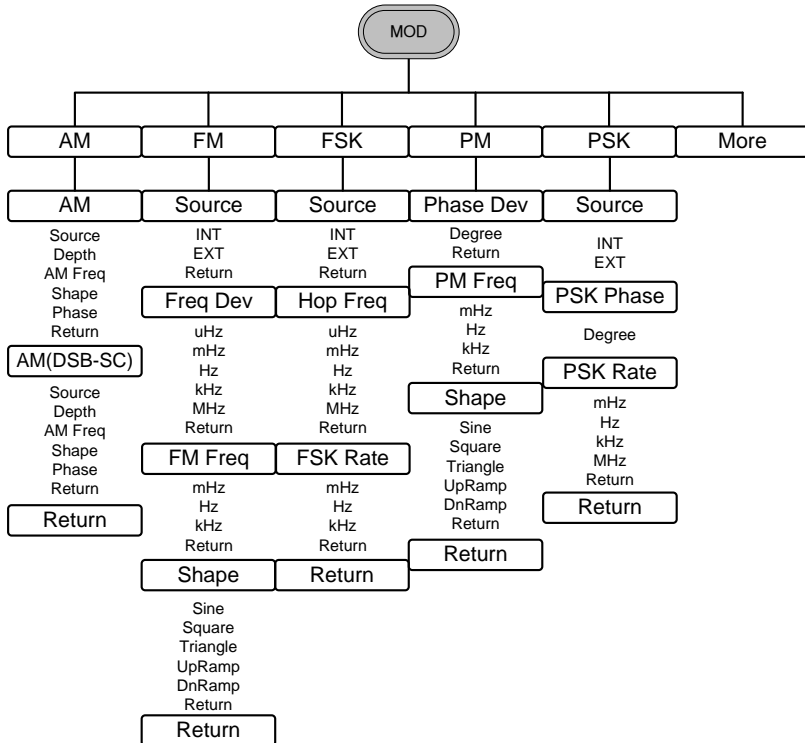 MOD
AM
FM
FSK
PM
PSK
More
AM
Source
Depth
AM Freq
Shape
Phase
Return
AM(DSB-SC)
Source
Depth
AM Freq
Shape
Phase
Return
Return
Source
INT
EXT
Return
Freq Dev
uHz
mHz
Hz
kHz
MHz
Return
FM Freq
mHz
Hz
kHz
Return
Shape
Sine
Square
Triangle
UpRamp
DnRamp
Return
Return
Source
INT
EXT
Return
Hop Freq
uHz
mHz
Hz
kHz
MHz
Return
FSK Rate
mHz
Hz
kHz
Return
Return
Phase Dev
Degree
Return
PM Freq
mHz
Hz
kHz
Return
Shape
Sine
Square
Triangle
UpRamp
DnRamp
Return
Return
Source
INT
EXT
PSK Phase
Degree
PSK Rate
mHz
Hz
kHz
MHz
Return
Return